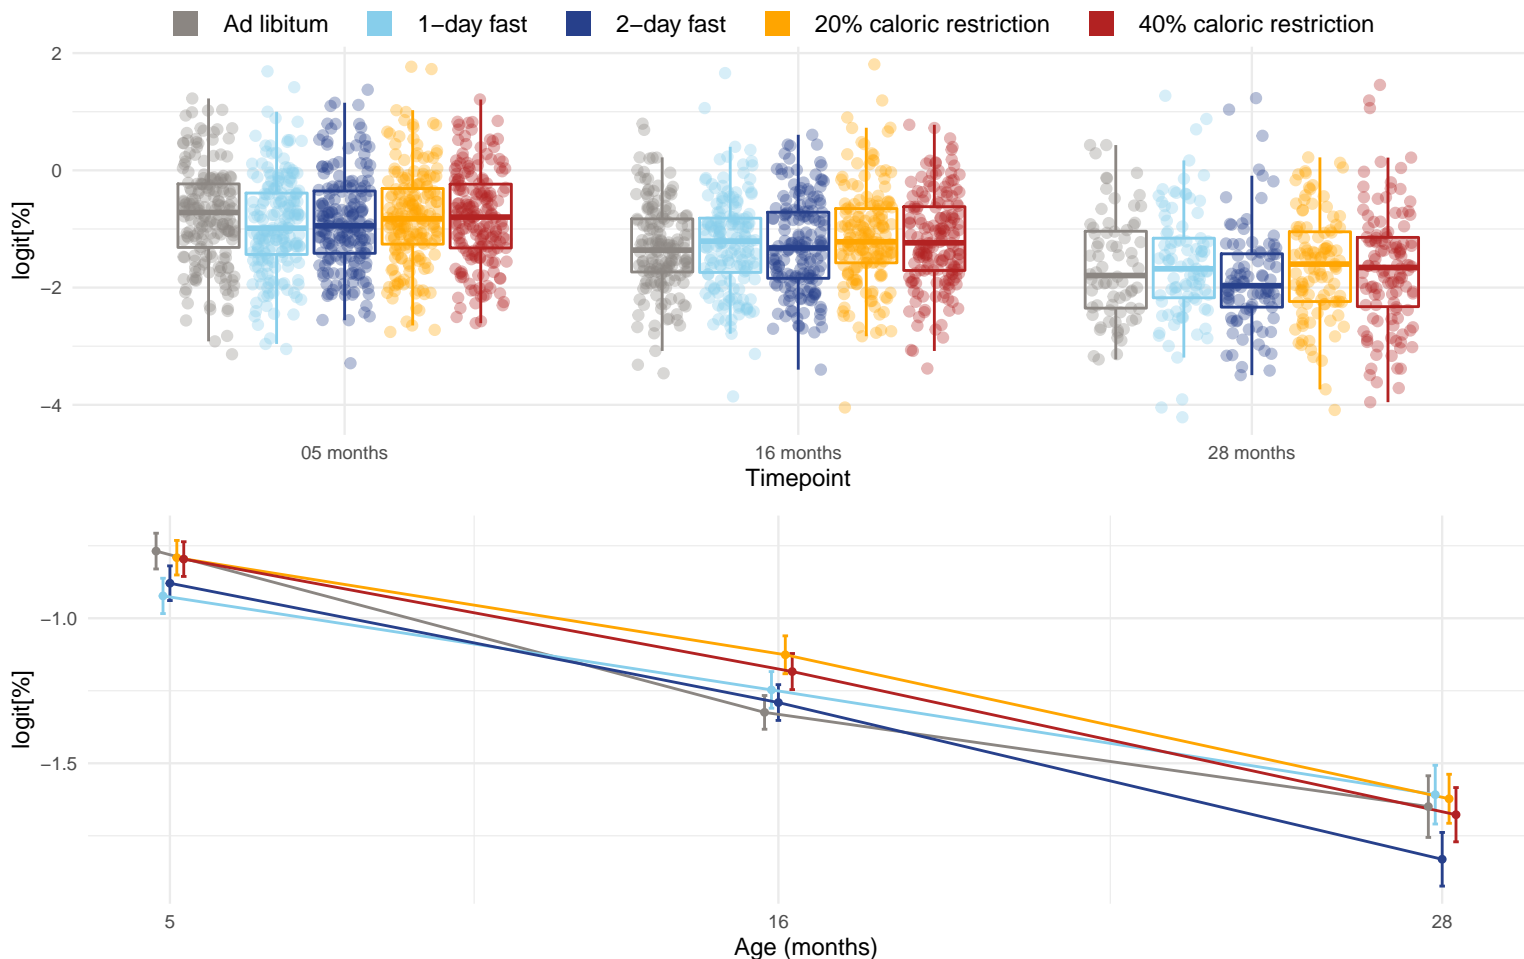 Ad libitum 1−day fast 2−day fast 20% caloric restriction 40% caloric restriction
2
0
−2
−4
logit[%]
05 months 16 months 28 months
Timepoint
−1.0
−1.5
logit[%]
5 16 28
Age (months)